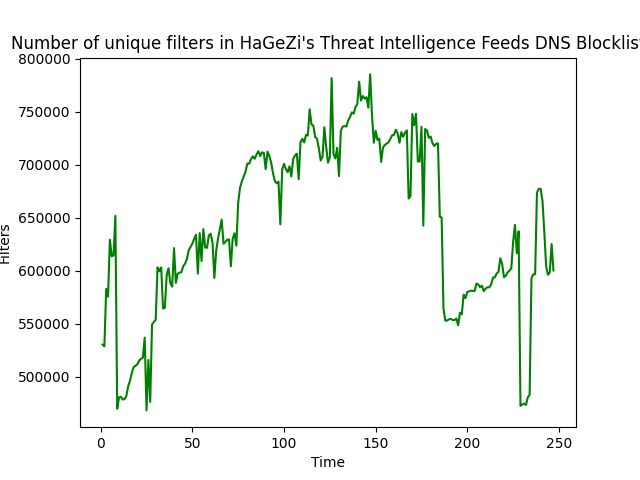 Number of unique filters in HaGeZi's Threat Intelligence Feeds DNS Blocklis
800000
750000
700000
650000
600000
550000
500000
Filters
0 50 100 150 200 250
Time